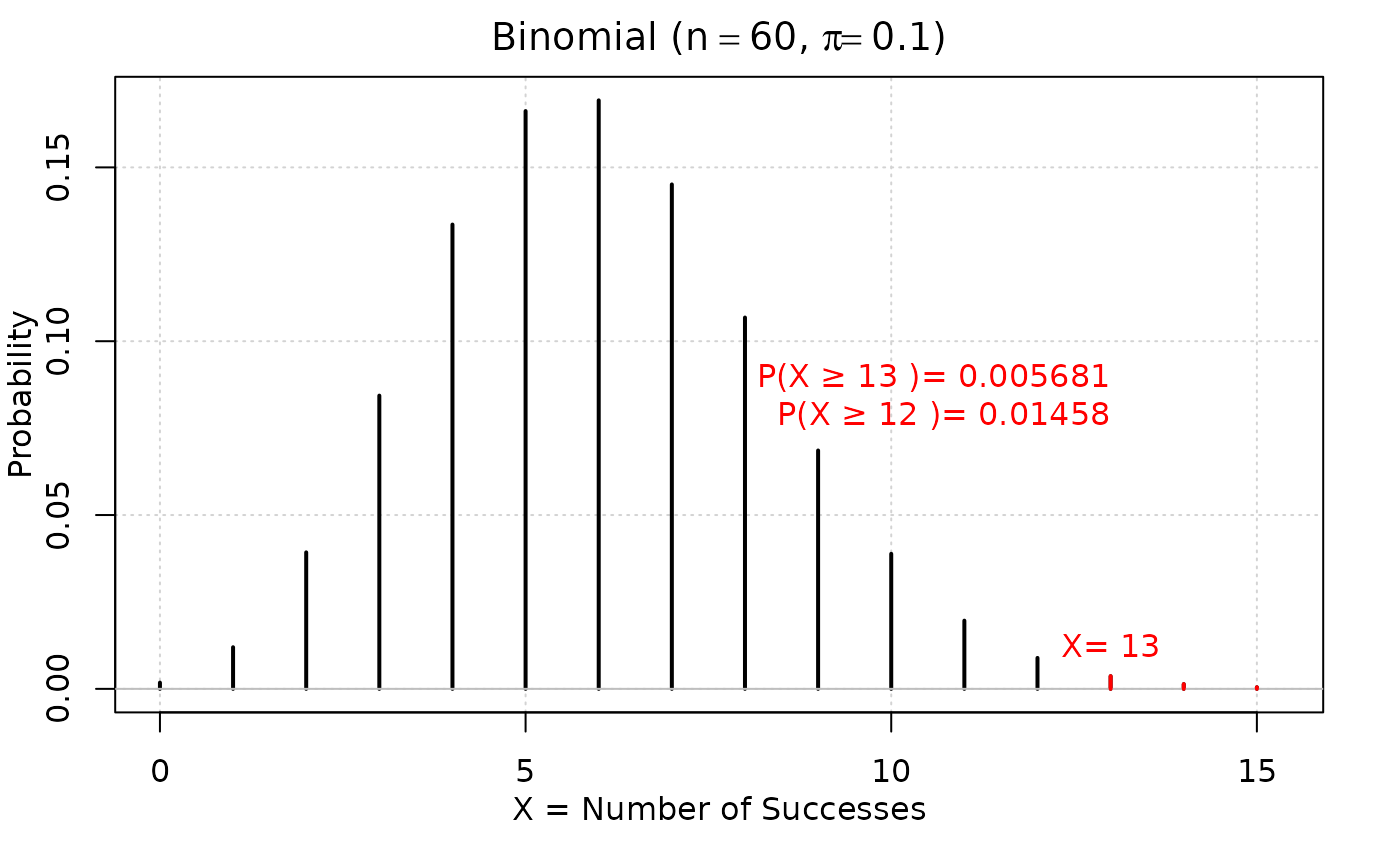 Binomial (n = 60, π= 0.1)
Probability
0.15
0.10
0.05
0.00
P(X ≥ 13 )= 0.005681
P(X ≥ 12 )= 0.01458
X= 13
0 5 10 15
X = Number of Successes